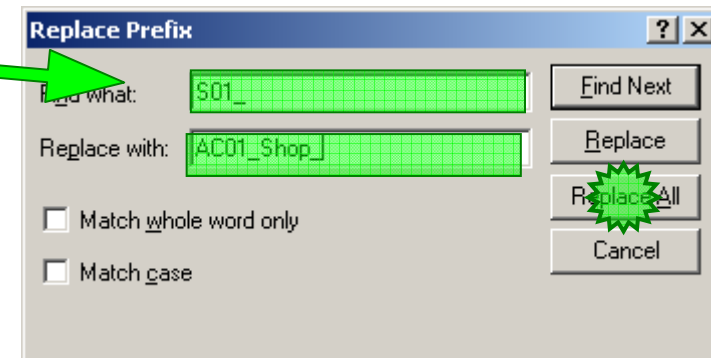 Replace Prefix
Find what: S01_
Find Next
Replace with: AC01_Shop_
Replace
Replace All
Match whole word only
Cancel
Match case